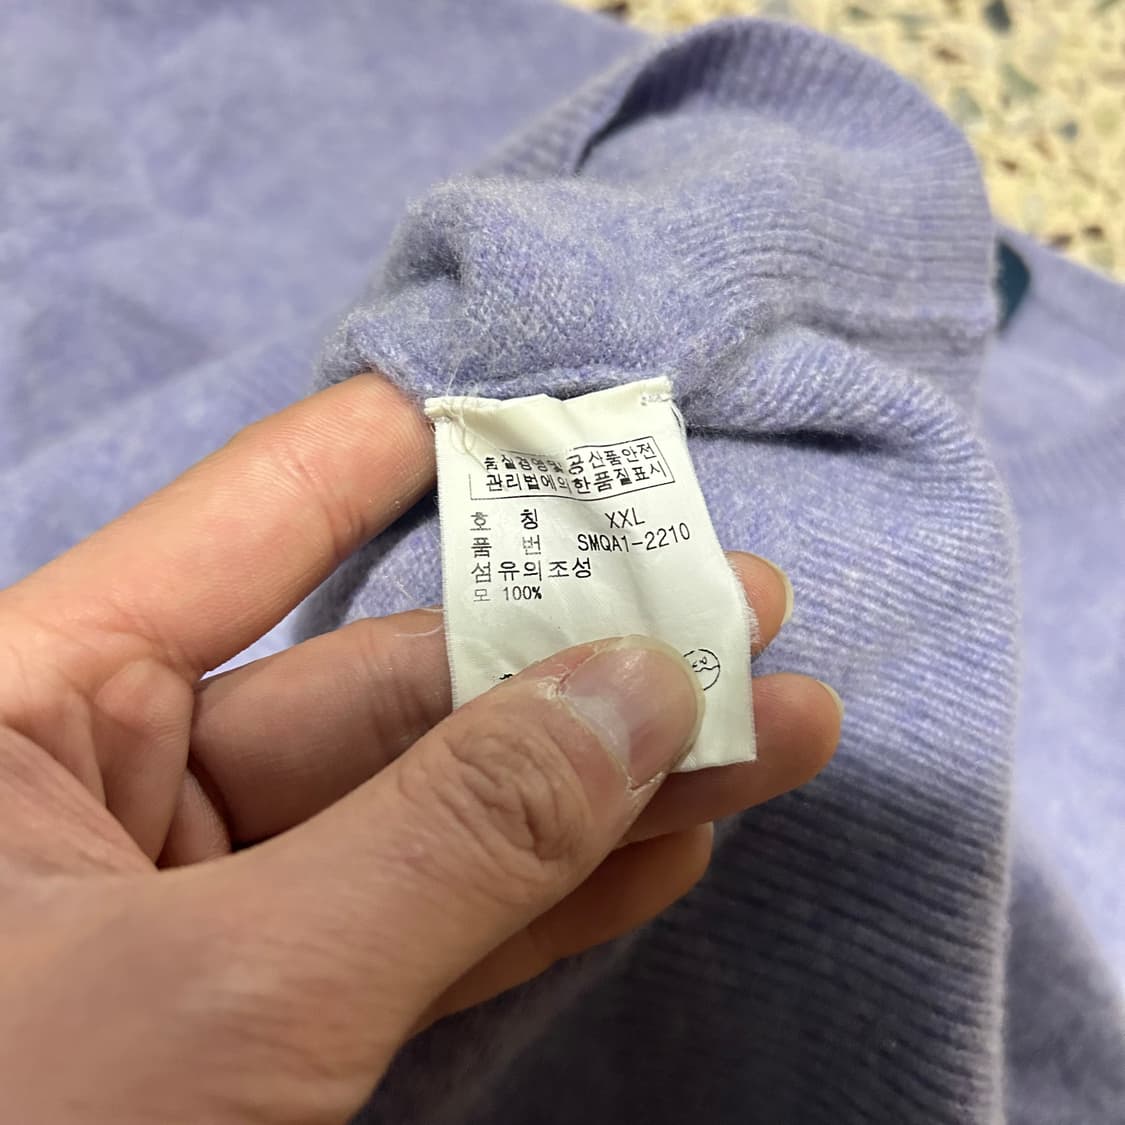 품질경영및 공산품안전
관리법에의한품질표시
호 칭 XXL
품 번 SMQA1-2210
섬유의조성
모 100%